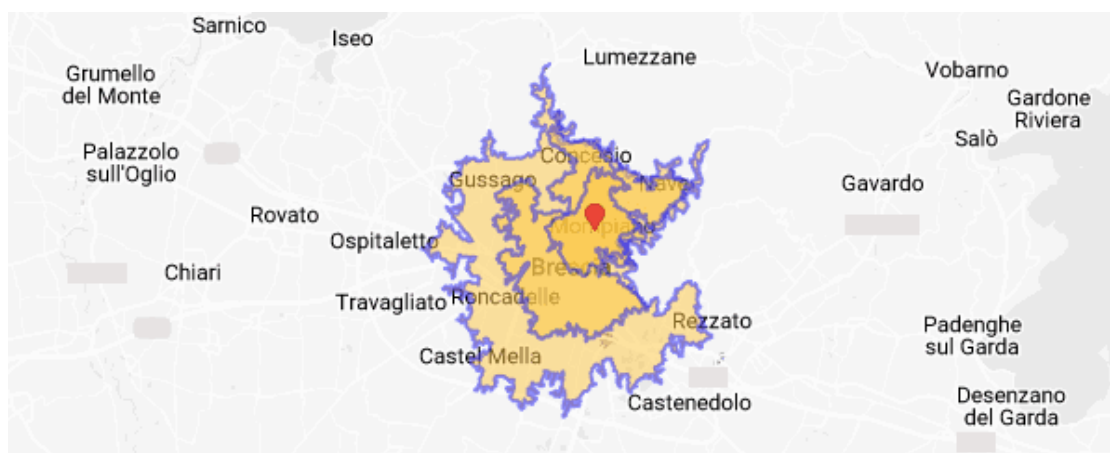 Sarnico
Iseo
Lumezzane
Grumello
del Monte
Vobarno
Gardone
Riviera
Salò
Palazzolo
sull'Oglio
Concesio
Gussago
Nave
Gavardo
Rovato
Mompiano
Ospitaletto
Brescia
Chiari
Travagliato
Roncadelle
Rezzato
Padenghe
sul Garda
Castel Mella
Castenedolo
Desenzano
del Garda